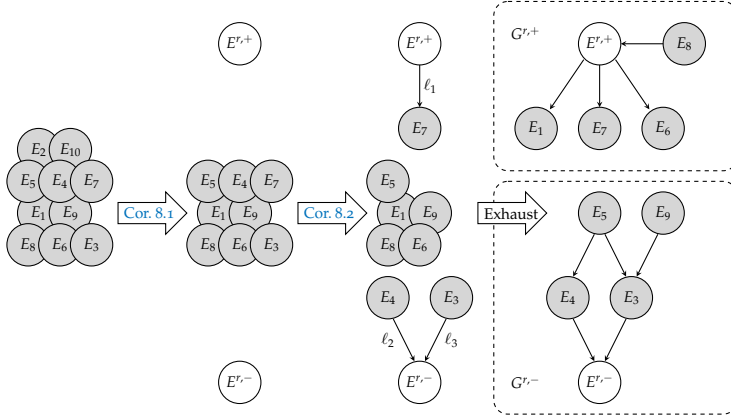 E^{r,+}
E^{r,+}
G^{r,+}
E^{r,+}
E_8
ℓ_1
E_7
E_1
E_7
E_6
E_2
E_10
E_5
E_4
E_7
E_1
E_9
E_8
E_6
E_3
Cor. 8.1
E_5
E_4
E_7
E_1
E_9
E_8
E_6
E_3
Cor. 8.2
E_5
E_1
E_9
E_8
E_6
Exhaust
E_5
E_9
E_4
E_3
ℓ_2
ℓ_3
E_4
E_3
E^{r,−}
E^{r,−}
G^{r,−}
E^{r,−}